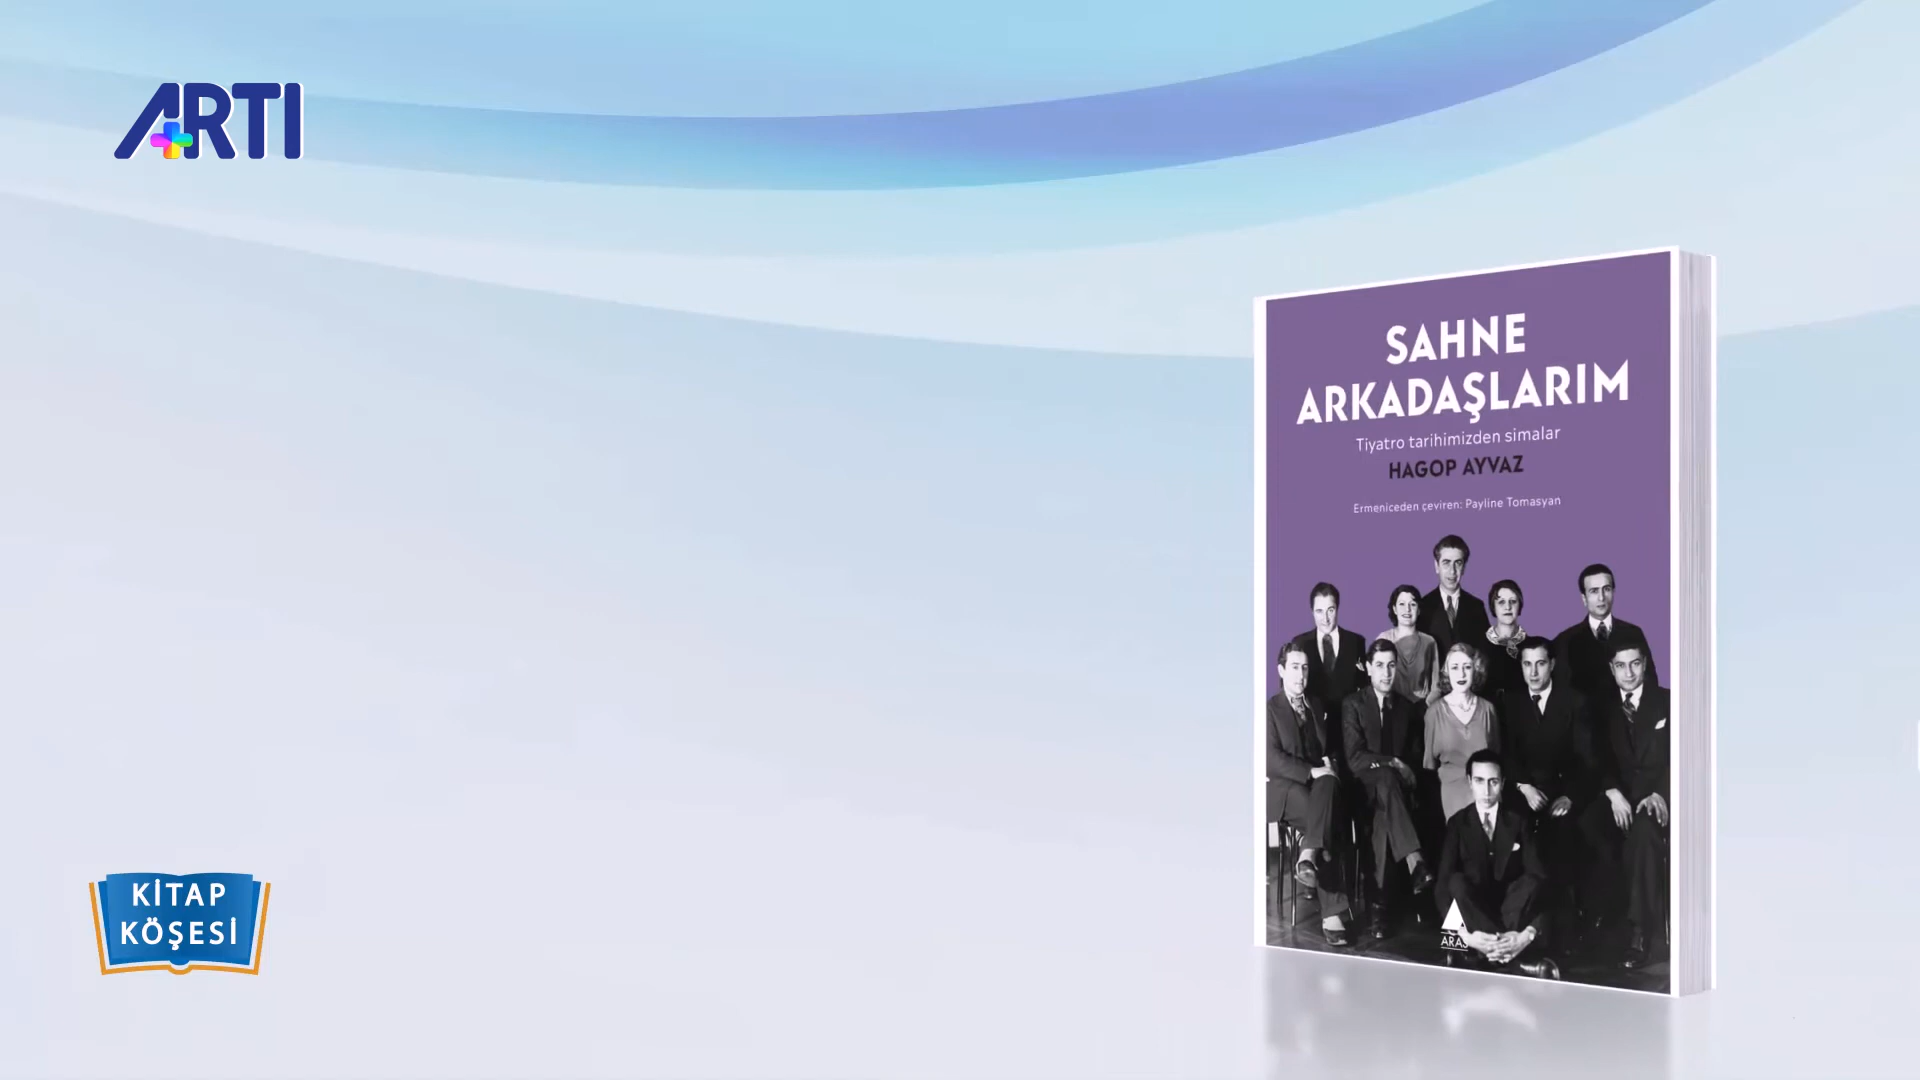 ARTI
SAHNE
ARKADAŞLARIM
Tiyatro tarihimizden simalar
HAGOP AYVAZ
Ermeniceden çeviren: Payline Tomasyan
ARAS
KİTAP
KÖŞESİ